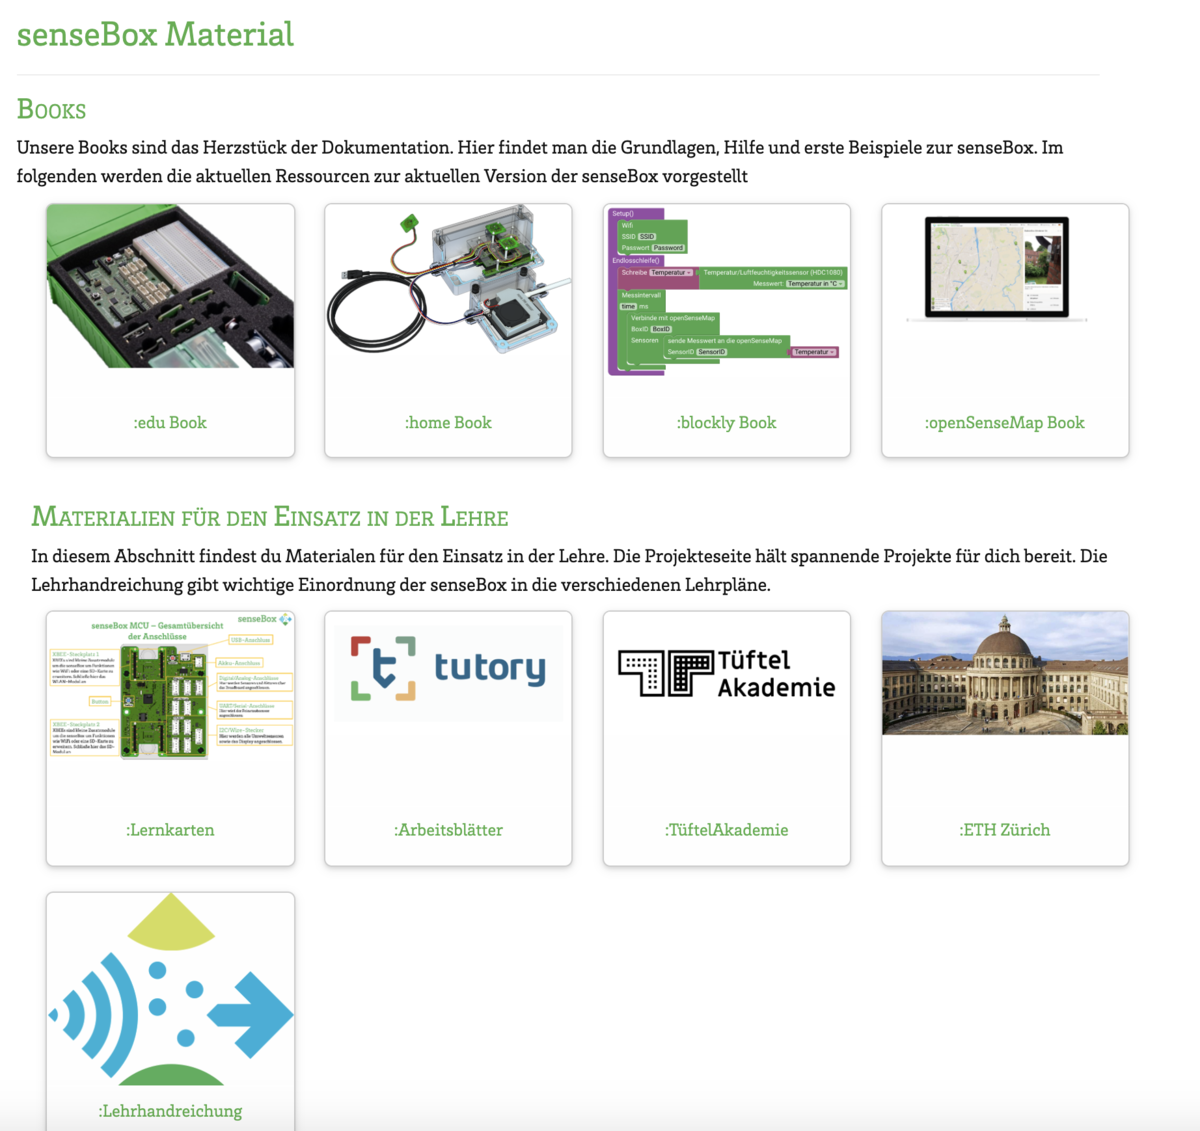 senseBox Material
Books
Unsere Books sind das Herzstück der Dokumentation. Hier findet man die Grundlagen, Hilfe und erste Beispiele zur senseBox. Im
folgenden werden die aktuellen Ressourcen zur aktuellen Version der senseBox vorgestellt
Setup()
Wifi
SSID SSID
Passwort Password
Endlosschleife()
Schreibe Temperatur Temperatur/Luftfeuchtigkeitssensor (HDC1080)
Messwert: Temperatur in °C
Messintervall
time ms
Verbinde mit openSenseMap
BoxID BoxID
Sensoren sende Messwert an die openSenseMap
SensorID SensorID Temperatur
:edu Book
:home Book
:blockly Book
:openSenseMap Book
Materialien für den Einsatz in der Lehre
In diesem Abschnitt findest du Materialen für den Einsatz in der Lehre. Die Projekteseite hält spannende Projekte für dich bereit. Die
Lehrhandreichung gibt wichtige Einordnung der senseBox in die verschiedenen Lehrpläne.
senseBox
senseBox MCU – Gesamtübersicht
der Anschlüsse
USB-Anschluss
Akku-Anschluss
Digital/Analog-Anschlüsse
UART/Serial-Anschlüsse
I2C/Wire-Stecker
XBEE-Steckplatz 1
Button
XBEE-Steckplatz 2
t tutory
Tüftel
Akademie
:Lernkarten
:Arbeitsblätter
:TüftelAkademie
:ETH Zürich
:Lehrhandreichung